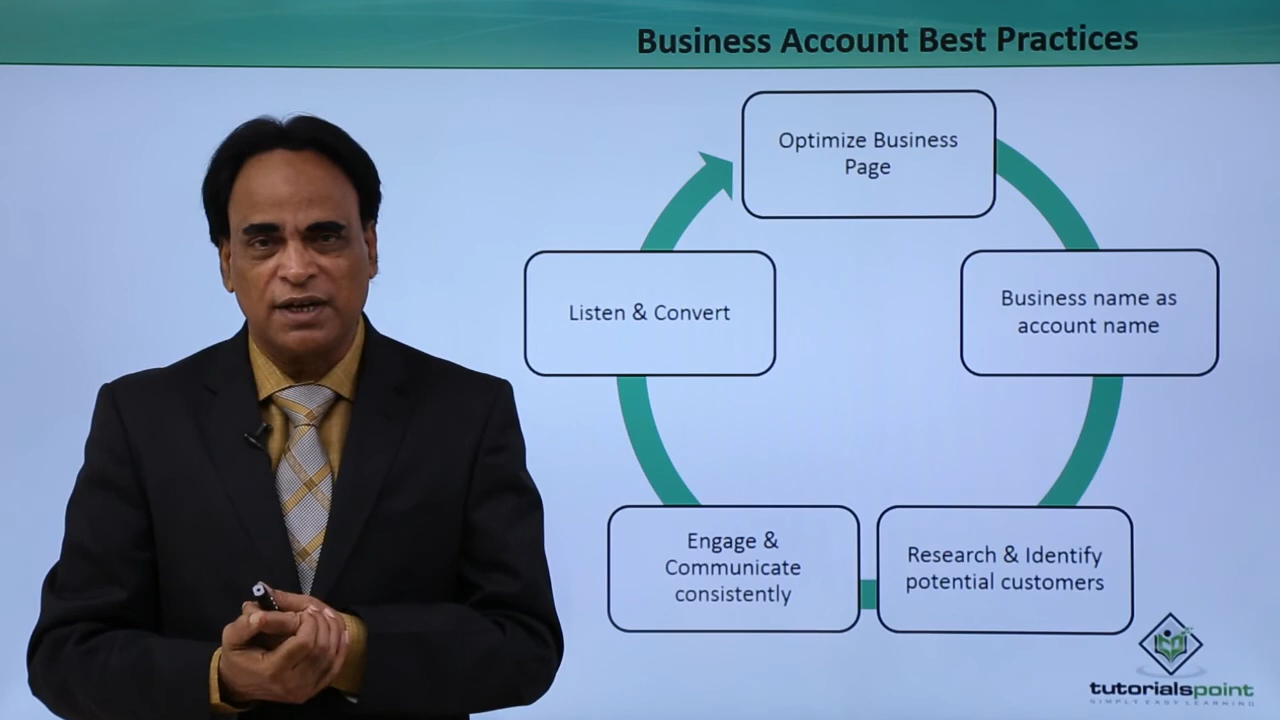 Business Account Best Practices
Optimize Business
Page
Business name as
account name
Research & Identify
potential customers
Engage &
Communicate
consistently
Listen & Convert
tutorialspoint
SIMPLY EASY LEARNING